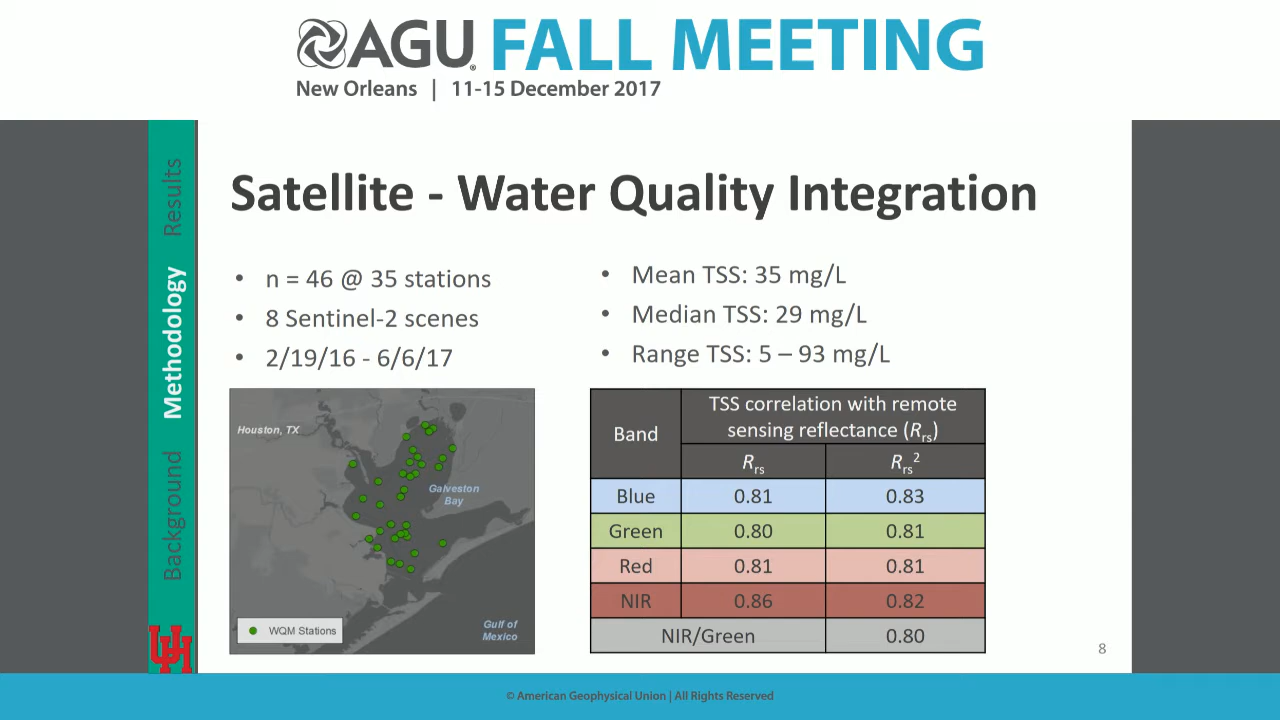 AGU FALL MEETING
New Orleans | 11-15 December 2017
Results
Methodology
Background
UH
Satellite - Water Quality Integration
• n = 46 @ 35 stations
• 8 Sentinel-2 scenes
• 2/19/16 - 6/6/17
• Mean TSS: 35 mg/L
• Median TSS: 29 mg/L
• Range TSS: 5 – 93 mg/L
Houston, TX
Galveston
Bay
Gulf of
Mexico
WQM Stations
Band
TSS correlation with remote
sensing reflectance (Rrs)
Rrs Rrs2
Blue 0.81 0.83
Green 0.80 0.81
Red 0.81 0.81
NIR 0.86 0.82
NIR/Green 0.80
8
© American Geophysical Union | All Rights Reserved